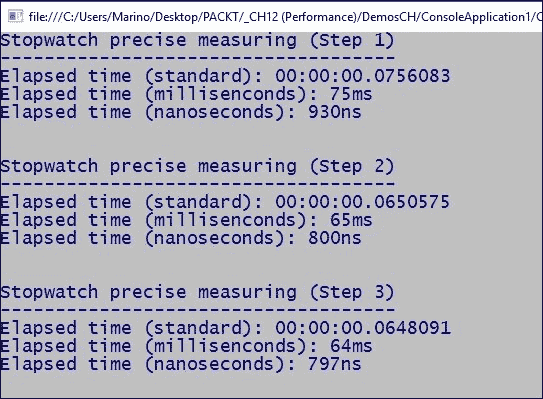 file:///C:/Users/Marino/Desktop/PACKT/_CH12 (Performance)/DemosCH/ConsoleApplication1/C
Stopwatch precise measuring (Step 1)
------------------------------------
Elapsed time (standard): 00:00:00.0756083
Elapsed time (millisenconds): 75ms
Elapsed time (nanoseconds): 930ns
Stopwatch precise measuring (Step 2)
------------------------------------
Elapsed time (standard): 00:00:00.0650575
Elapsed time (millisenconds): 65ms
Elapsed time (nanoseconds): 800ns
Stopwatch precise measuring (Step 3)
------------------------------------
Elapsed time (standard): 00:00:00.0648091
Elapsed time (millisenconds): 64ms
Elapsed time (nanoseconds): 797ns